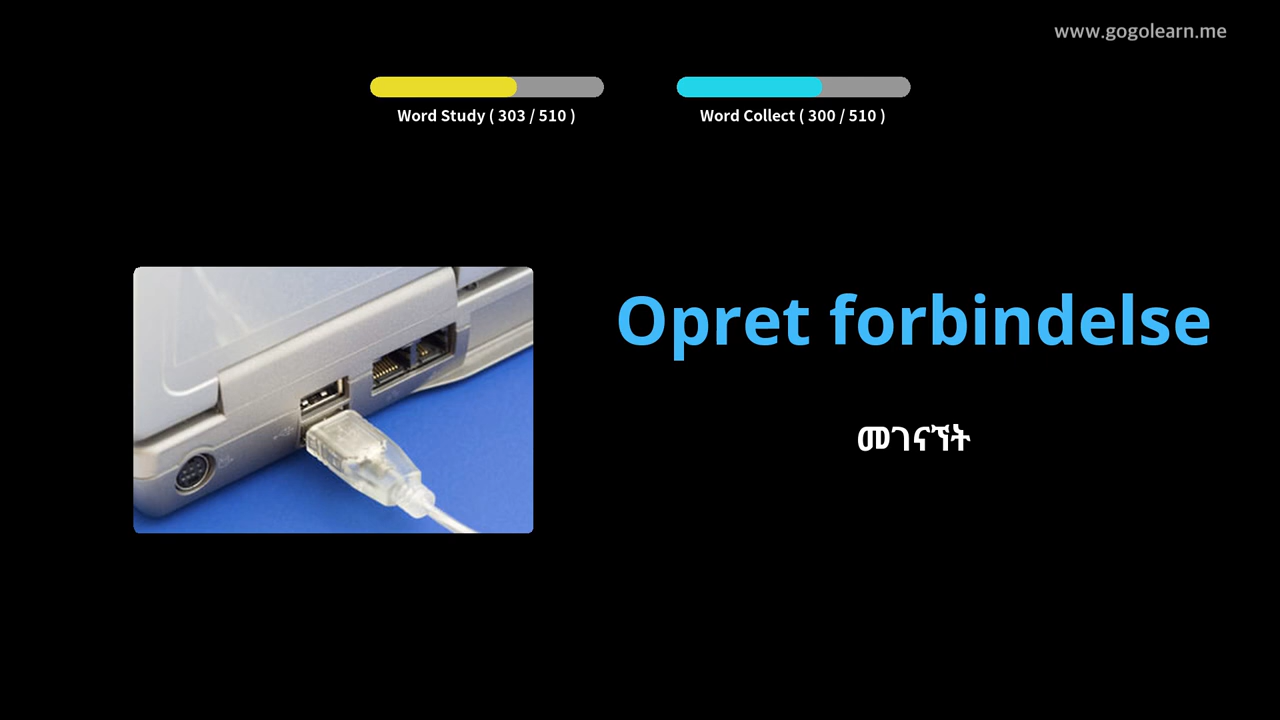 www.gogolearn.me
Word Study ( 303 / 510 )
Word Collect ( 300 / 510 )
Opret forbindelse
መገናኘት